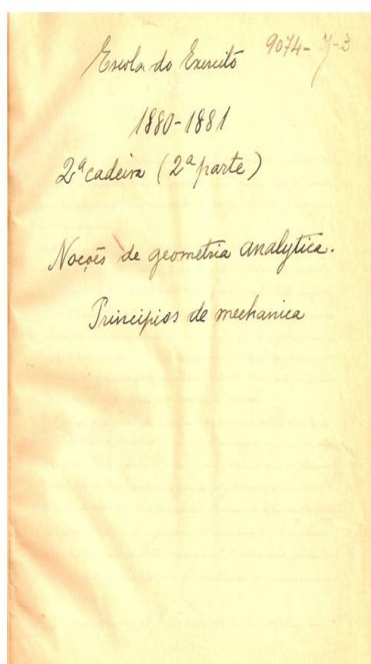 Escola do Exercito
9074-7-3
1880-1881
2ª cadeira (2ª parte)
Noções de geometria analytica.
Principios de mechanica